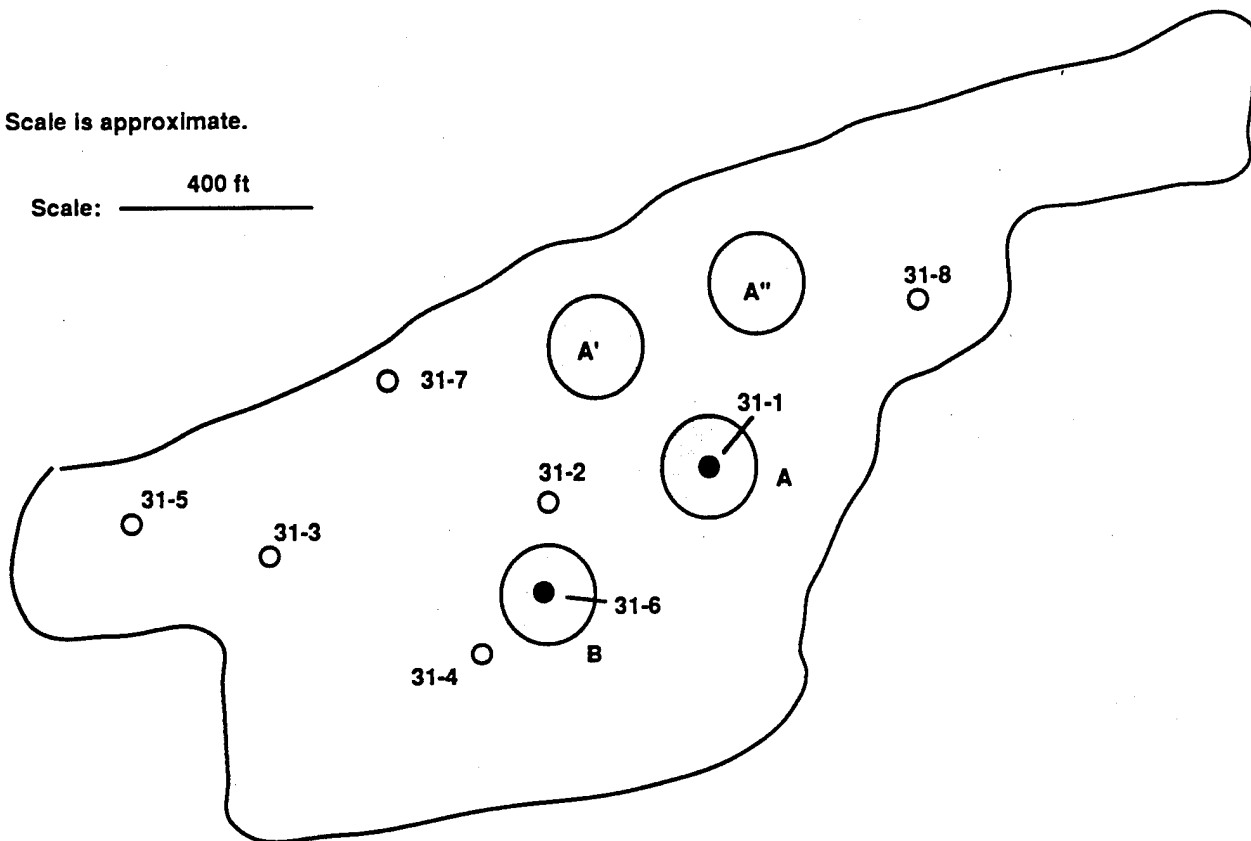 Scale is approximate.
400 ft
Scale:
A"
31-8
A'
31-7
31-1
31-2
A
31-5
31-3
31-6
B
31-4